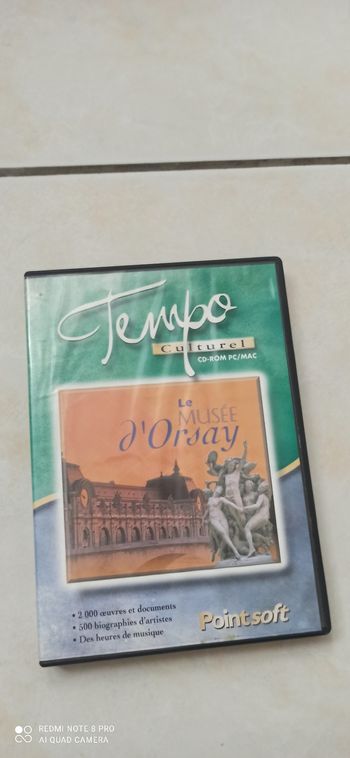 Tempo
Culturel
CD-ROM PC/MAC
Le
MUSÉE
d'Orsay
• 2 000 œuvres et documents
• 500 biographies d'artistes
• Des heures de musique
Pointsoft
REDMI NOTE 8 PRO
AI QUAD CAMERA